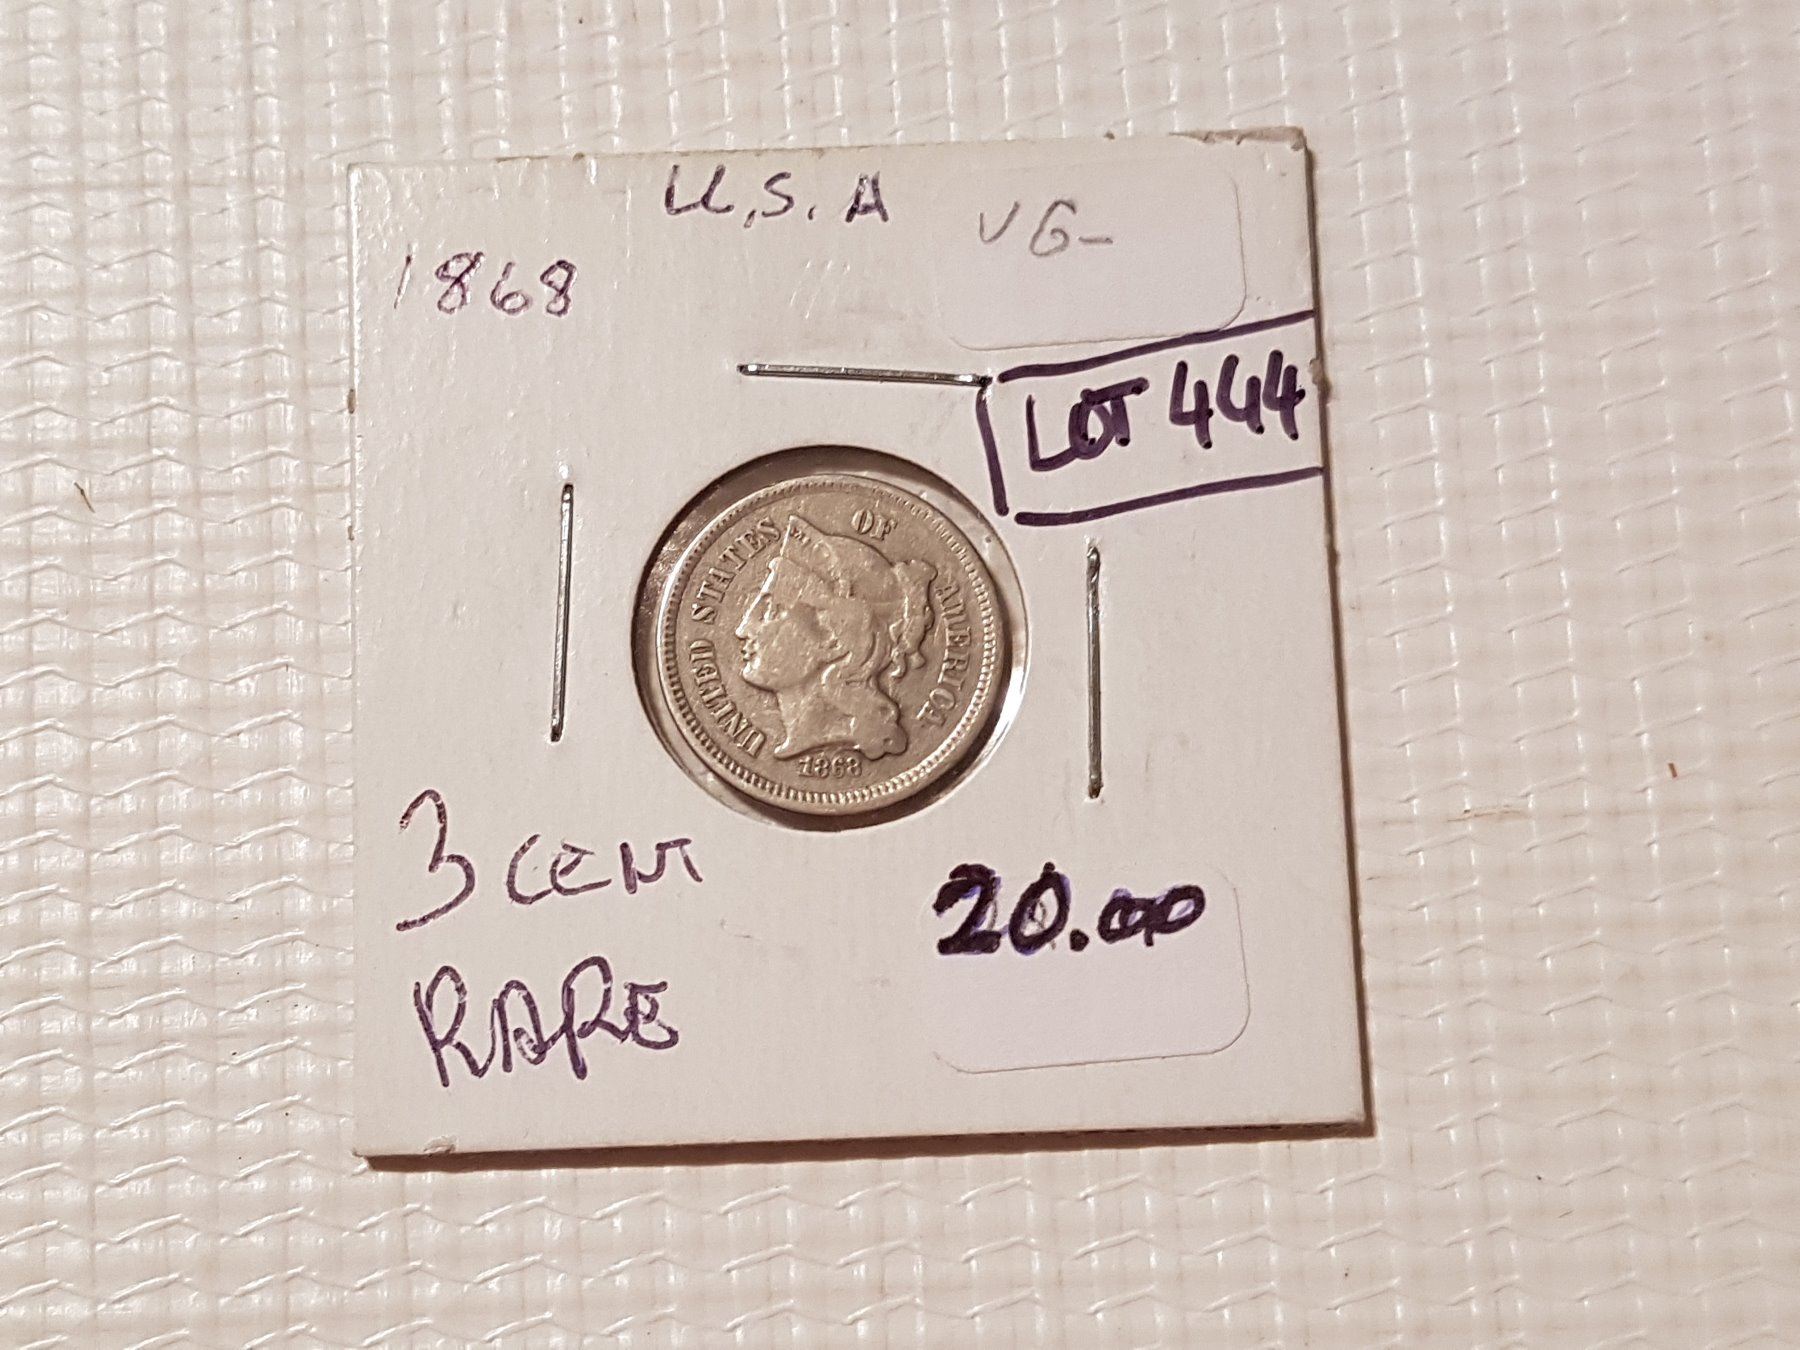 U.S.A
VG-
1868
LOT 444
UNITED STATES OF AMERICA
1868
3 CENT
20.00
RARE